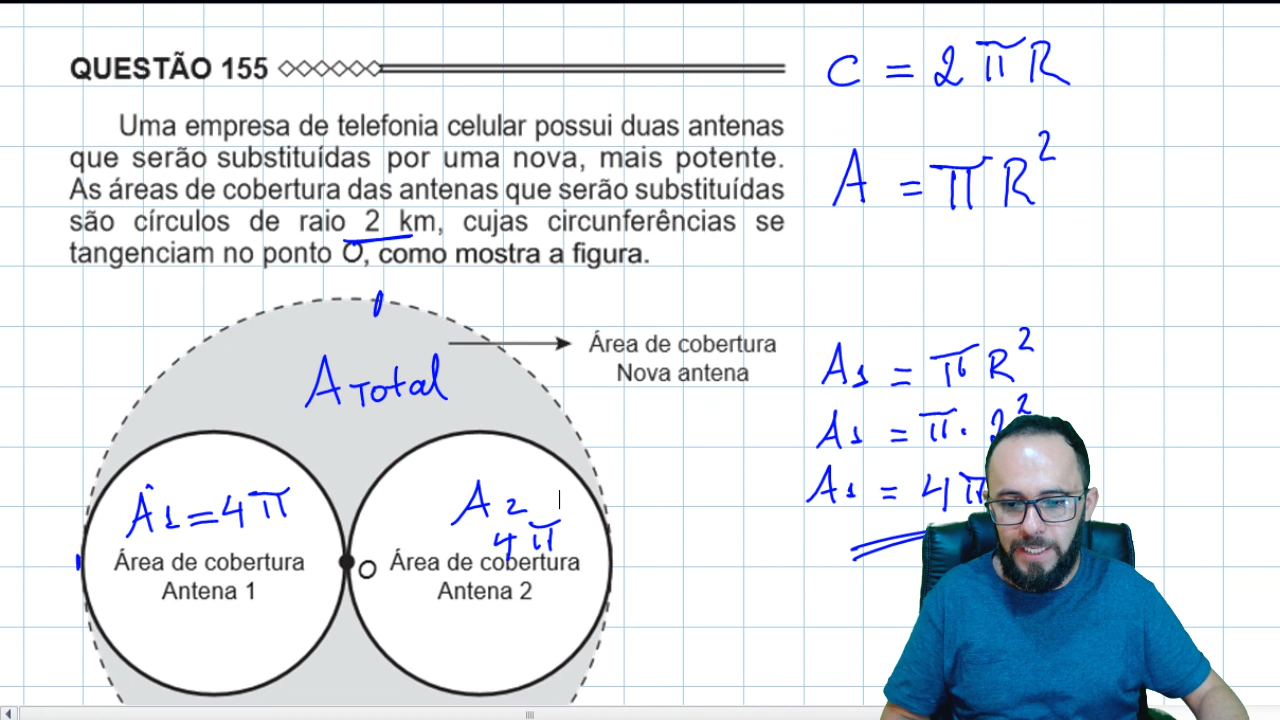 QUESTÃO 155
Uma empresa de telefonia celular possui duas antenas
que serão substituídas por uma nova, mais potente.
As áreas de cobertura das antenas que serão substituídas
são círculos de raio 2 km, cujas circunferências se
tangenciam no ponto O, como mostra a figura.
Área de cobertura
Nova antena
A Total
A1 = 4π
Área de cobertura
Antena 1
O
A2
4π
Área de cobertura
Antena 2
C = 2πR
A = πR²
A1 = πR²
A1 = π. 2²
A1 = 4π